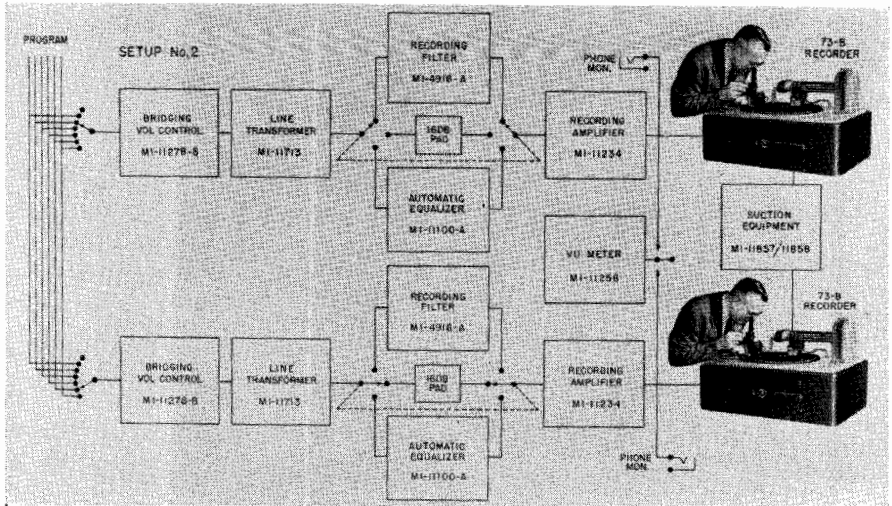 PROGRAM
SETUP No. 2
RECORDING
FILTER
MI-4916-A
PHONE
MON.
73-B
RECORDER
BRIDGING
VOL CONTROL
MI-11278-B
LINE
TRANSFORMER
MI-11713
16DB
PAD
RECORDING
AMPLIFIER
MI-11234
AUTOMATIC
EQUALIZER
MI-11100-A
VU METER
MI-11256
SUCTION
EQUIPMENT
MI-11857/11858
RECORDING
FILTER
MI-4916-A
73-B
RECORDER
BRIDGING
VOL CONTROL
MI-11278-B
LINE
TRANSFORMER
MI-11713
16DB
PAD
RECORDING
AMPLIFIER
MI-11234
AUTOMATIC
EQUALIZER
MI-11100-A
PHONE
MON.